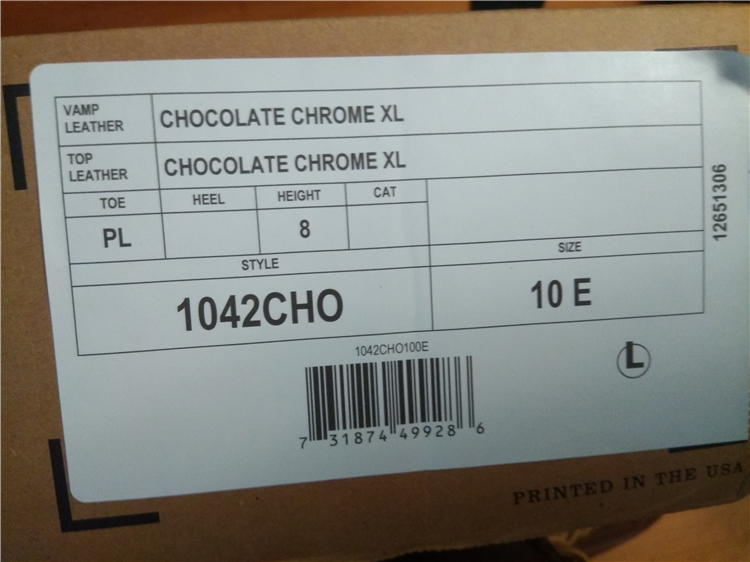 VAMP
LEATHER
CHOCOLATE CHROME XL
TOP
LEATHER
CHOCOLATE CHROME XL
TOE HEEL HEIGHT CAT
PL 8
STYLE SIZE
1042CHO 10 E
12651306
1042CHO100E
7 31874 49928 6
L
PRINTED IN THE USA